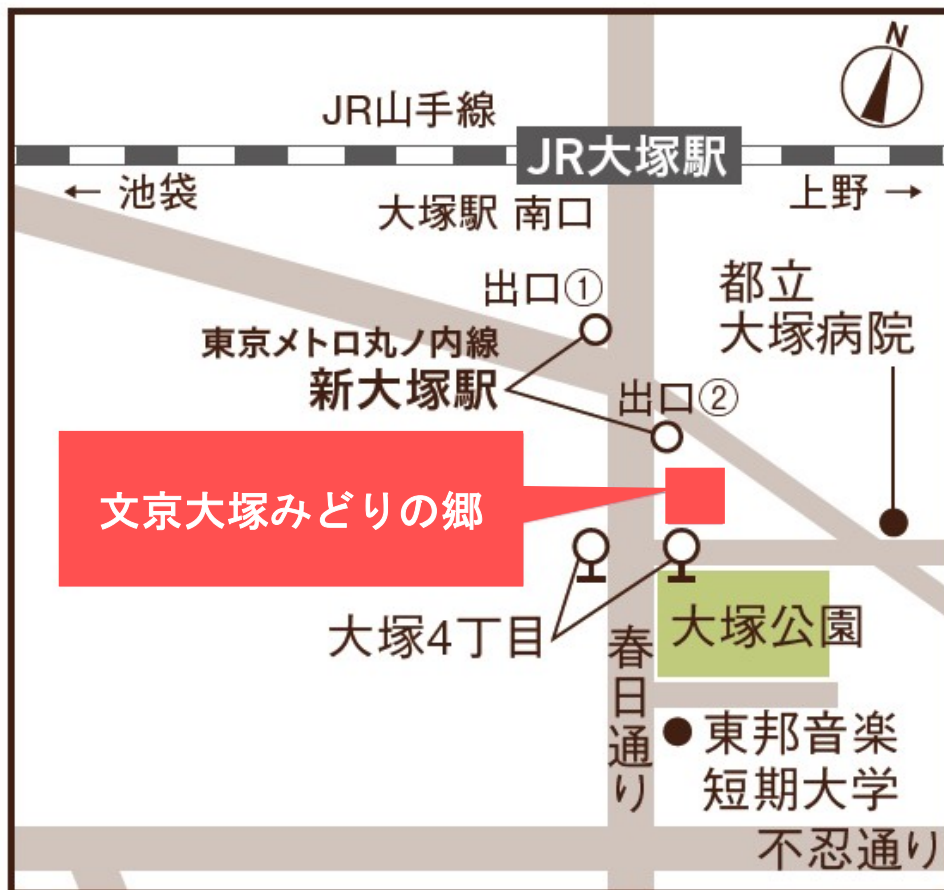 N
JR山手線
JR大塚駅
← 池袋
上野 →
大塚駅 南口
出口①
都立
大塚病院
東京メトロ丸ノ内線
新大塚駅
出口②
文京大塚みどりの郷
大塚4丁目
大塚公園
春日通り
東邦音楽
短期大学
不忍通り